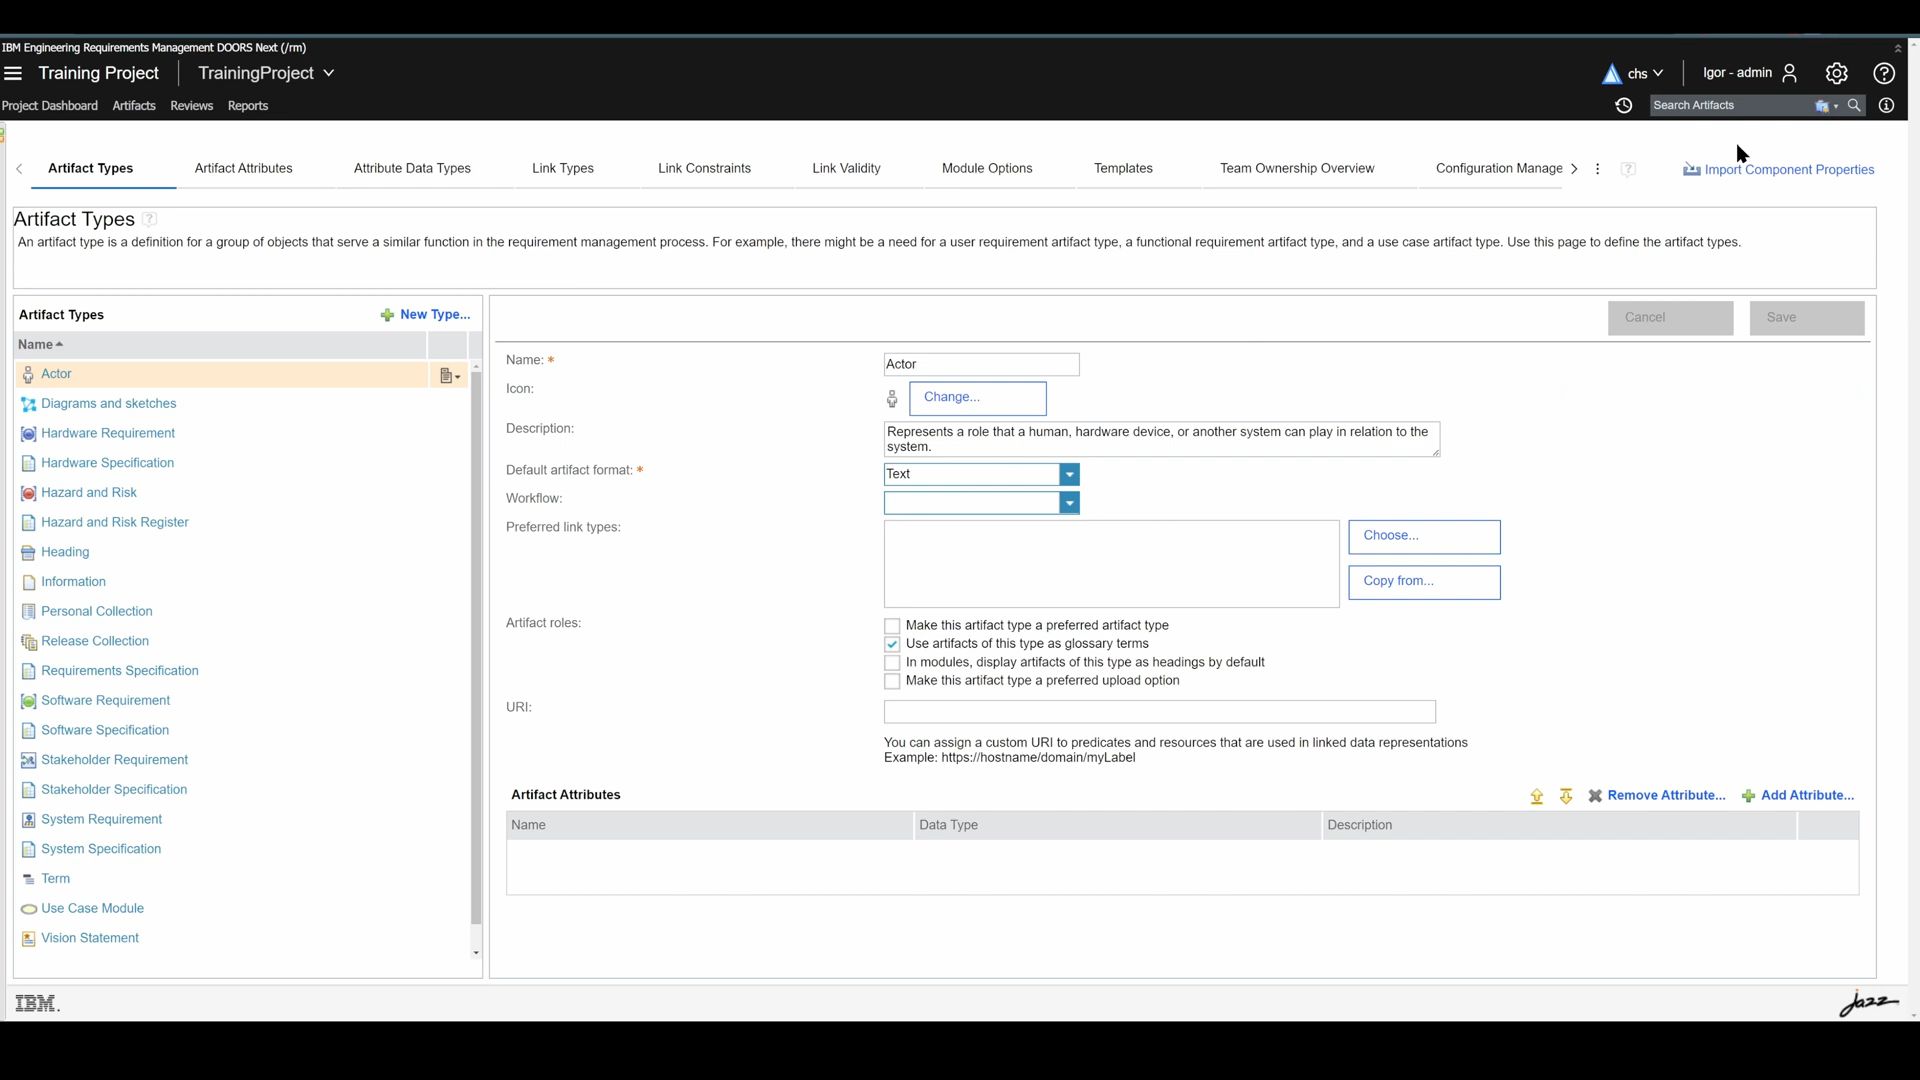 IBM Engineering Requirements Management DOORS Next (/rm)
Training Project TrainingProject
chs Igor - admin
Project Dashboard Artifacts Reviews Reports
Search Artifacts
Artifact Types Artifact Attributes Attribute Data Types Link Types Link Constraints Link Validity Module Options Templates Team Ownership Overview Configuration Manage
Import Component Properties
Artifact Types
An artifact type is a definition for a group of objects that serve a similar function in the requirement management process. For example, there might be a need for a user requirement artifact type, a functional requirement artifact type, and a use case artifact type. Use this page to define the artifact types.
Artifact Types New Type...
Name
Actor
Diagrams and sketches
Hardware Requirement
Hardware Specification
Hazard and Risk
Hazard and Risk Register
Heading
Information
Personal Collection
Release Collection
Requirements Specification
Software Requirement
Software Specification
Stakeholder Requirement
Stakeholder Specification
System Requirement
System Specification
Term
Use Case Module
Vision Statement
Cancel Save
Name: * Actor
Icon: Change...
Description: Represents a role that a human, hardware device, or another system can play in relation to the
system.
Default artifact format: * Text
Workflow:
Preferred link types: Choose...
Copy from...
Artifact roles: Make this artifact type a preferred artifact type
Use artifacts of this type as glossary terms
In modules, display artifacts of this type as headings by default
Make this artifact type a preferred upload option
URI:
You can assign a custom URI to predicates and resources that are used in linked data representations
Example: https://hostname/domain/myLabel
Artifact Attributes Remove Attribute... Add Attribute...
Name Data Type Description
IBM. jazz